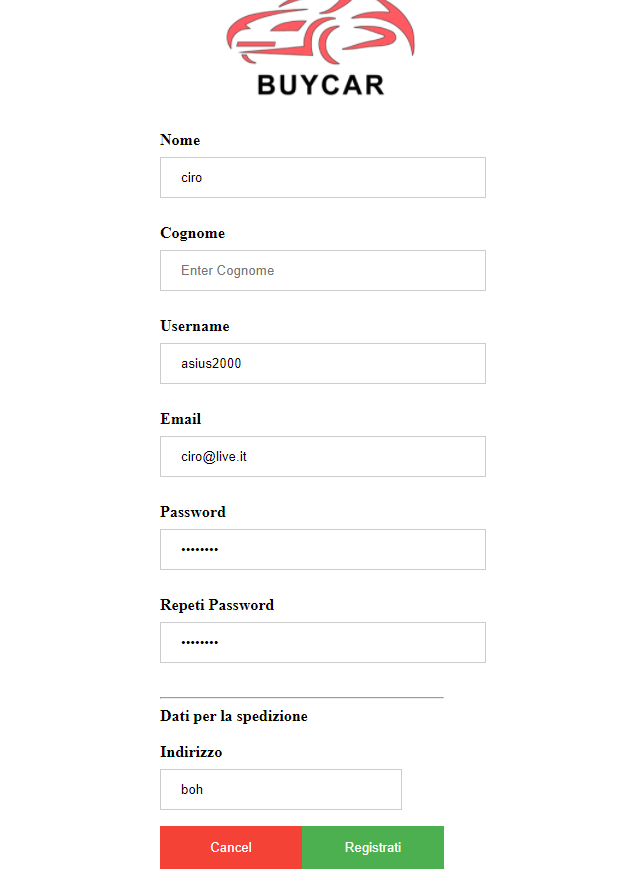 BUYCAR
Nome
ciro
Cognome
Enter Cognome
Username
asius2000
Email
ciro@live.it
Password
••••••••
Repeti Password
••••••••
Dati per la spedizione
Indirizzo
boh
Cancel Registrati